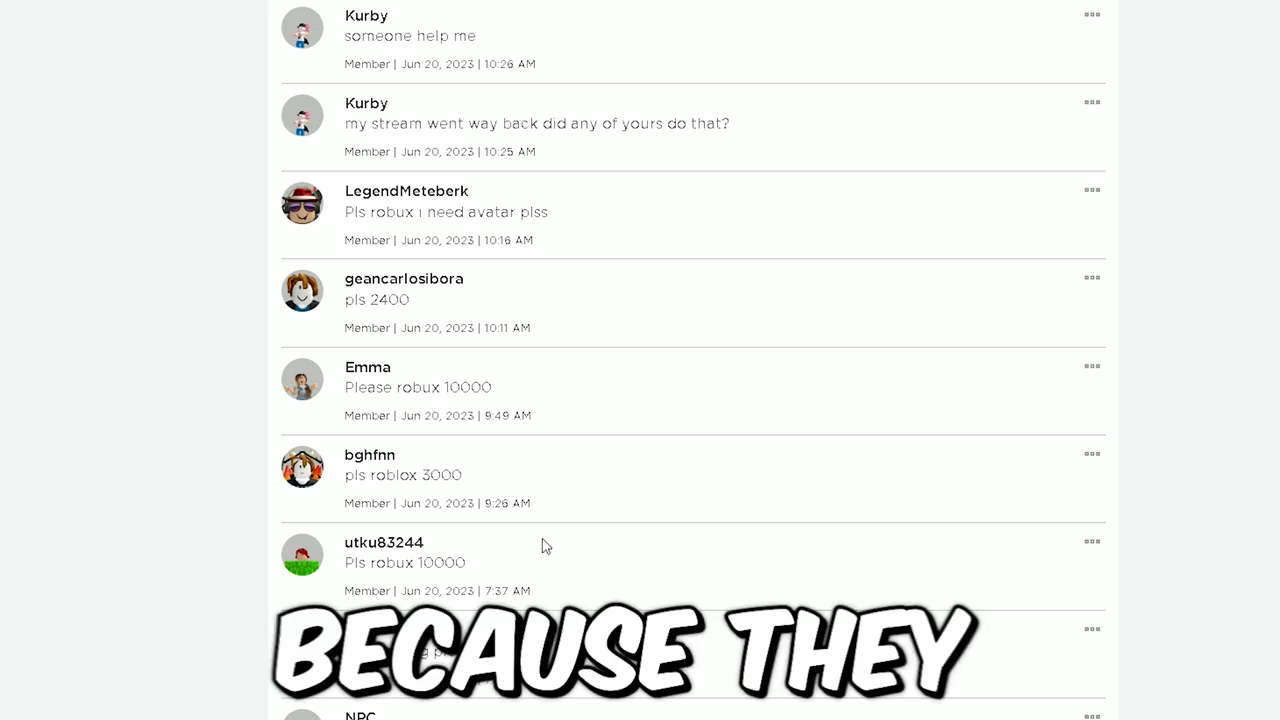 Kurby
someone help me
Member | Jun 20, 2023 | 10:26 AM
Kurby
my stream went way back did any of yours do that?
Member | Jun 20, 2023 | 10:25 AM
LegendMeteberk
Pls robux ı need avatar plss
Member | Jun 20, 2023 | 10:16 AM
geancarlosibora
pls 2400
Member | Jun 20, 2023 | 10:11 AM
Emma
Please robux 10000
Member | Jun 20, 2023 | 9:49 AM
bghfnn
pls roblox 3000
Member | Jun 20, 2023 | 9:26 AM
utku83244
Pls robux 10000
Member | Jun 20, 2023 | 7:37 AM
BECAUSE THEY
NPC